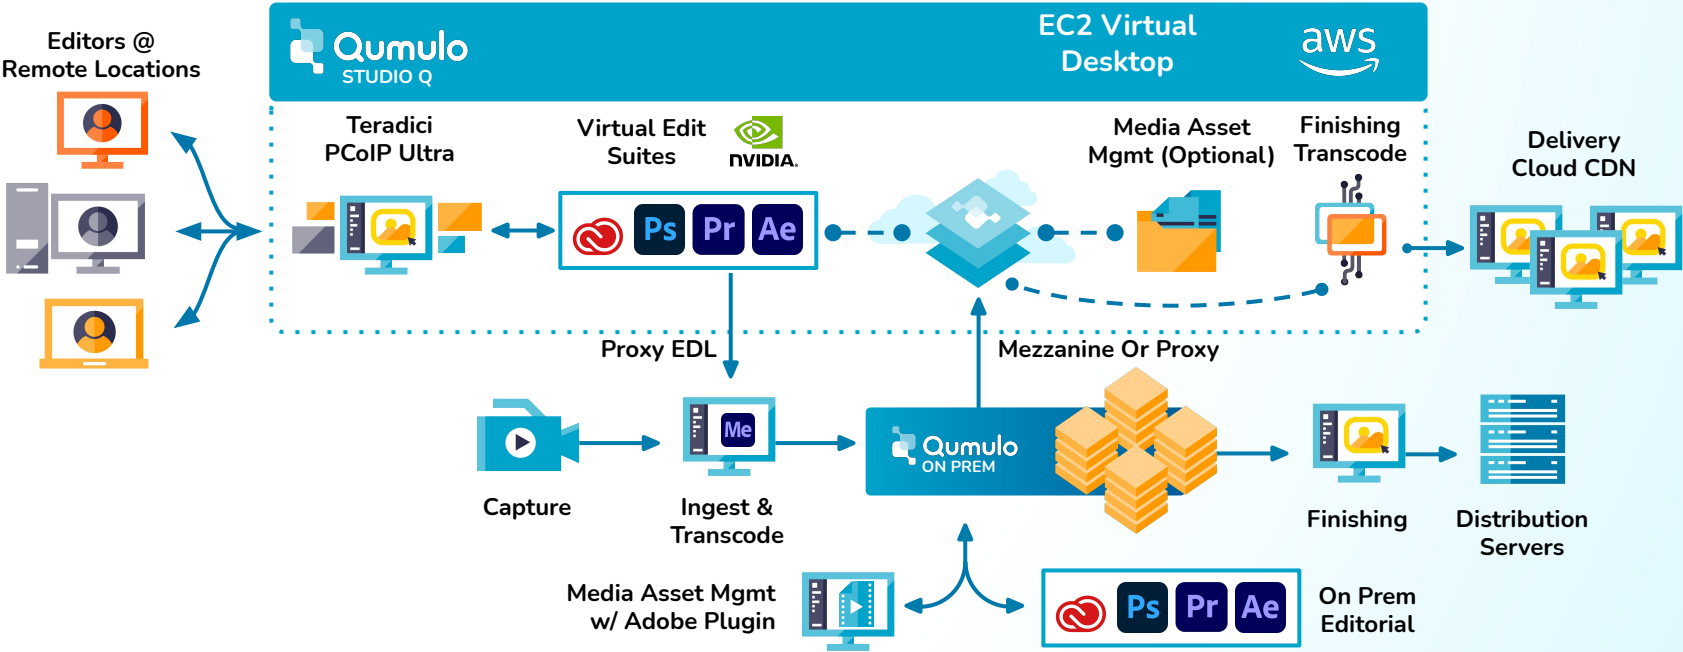 Editors @
Remote Locations
Qumulo
STUDIO Q
EC2 Virtual
Desktop
aws
Teradici
PCoIP Ultra
Virtual Edit
Suites
NVIDIA.
Media Asset
Mgmt (Optional)
Finishing
Transcode
Delivery
Cloud CDN
Ps
Pr
Ae
Proxy EDL
Mezzanine Or Proxy
Me
Qumulo
ON PREM
Capture
Ingest &
Transcode
Finishing
Distribution
Servers
Media Asset Mgmt
w/ Adobe Plugin
Ps
Pr
Ae
On Prem
Editorial